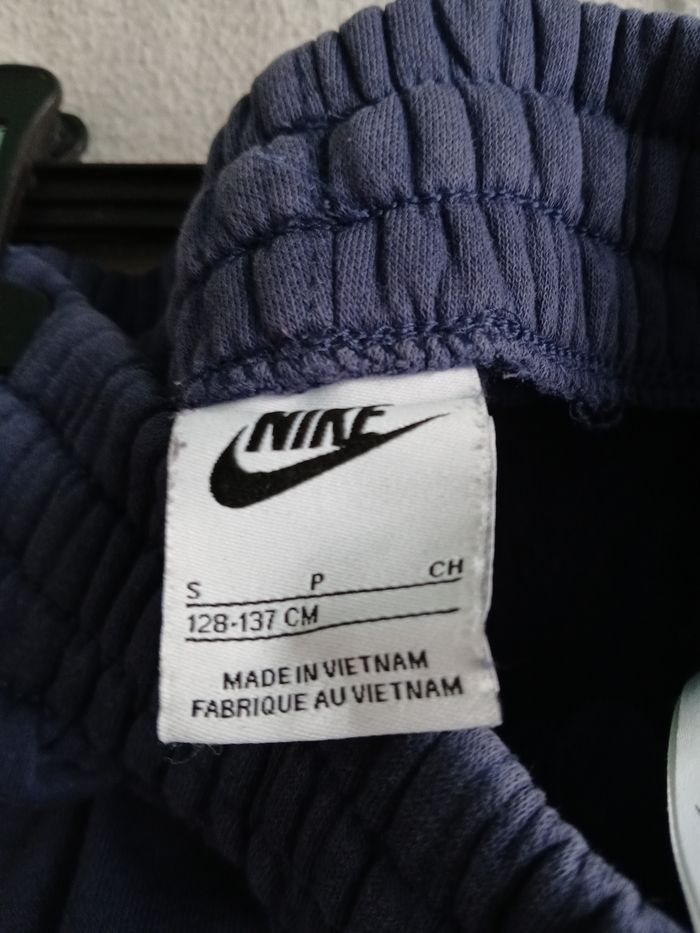 NIKE
S P CH
128-137 CM
MADE IN VIETNAM
FABRIQUE AU VIETNAM